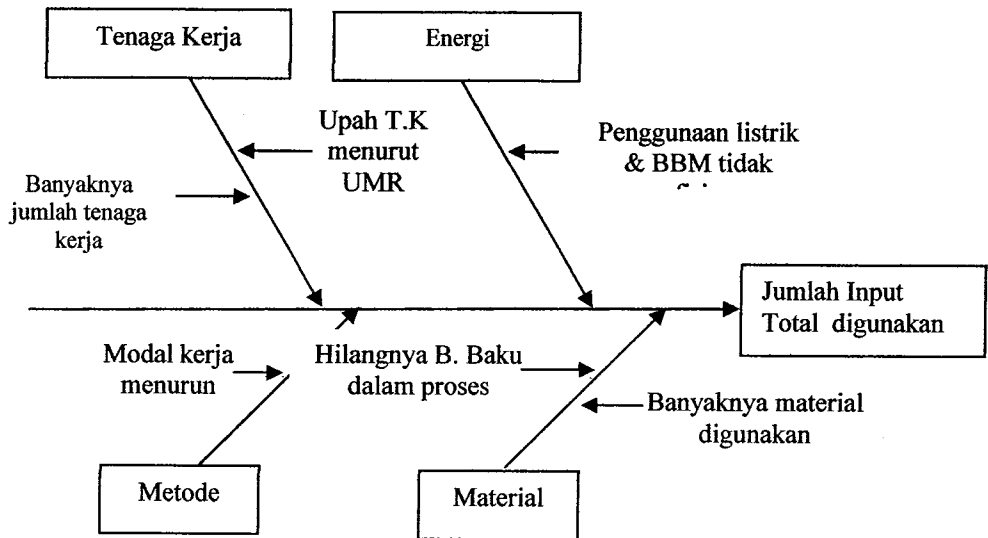 Tenaga Kerja
Energi
Upah T.K
menurut
UMR
Penggunaan listrik
& BBM tidak
Banyaknya
jumlah tenaga
kerja
Jumlah Input
Total digunakan
Modal kerja
menurun
Hilangnya B. Baku
dalam proses
Banyaknya material
digunakan
Metode
Material